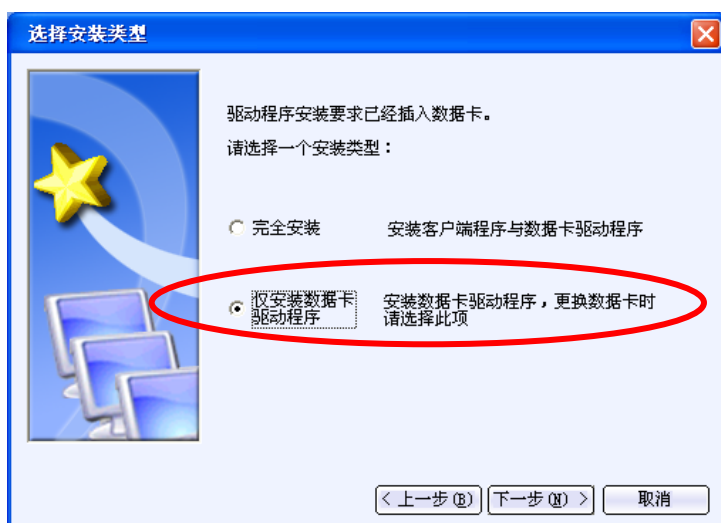 选择安装类型
驱动程序安装要求已经插入数据卡。
请选择一个安装类型：
完全安装 安装客户端程序与数据卡驱动程序
仅安装数据卡 安装数据卡驱动程序，更换数据卡时
驱动程序 请选择此项
< 上一步(B) 下一步(N) > 取消